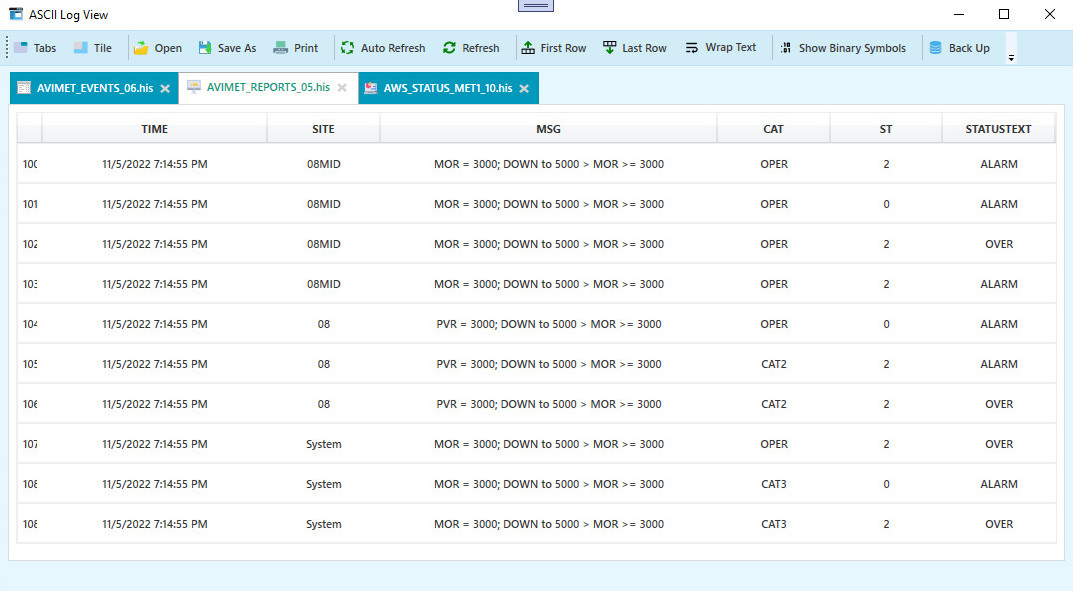 ASCII Log View
Tabs Tile Open Save As Print Auto Refresh Refresh First Row Last Row Wrap Text Show Binary Symbols Back Up
AVIMET_EVENTS_06.his AVIMET_REPORTS_05.his AWS_STATUS_MET1_10.his
TIME SITE MSG CAT ST STATUSTEXT
100 11/5/2022 7:14:55 PM 08MID MOR = 3000; DOWN to 5000 > MOR >= 3000 OPER 2 ALARM
101 11/5/2022 7:14:55 PM 08MID MOR = 3000; DOWN to 5000 > MOR >= 3000 OPER 0 ALARM
102 11/5/2022 7:14:55 PM 08MID MOR = 3000; DOWN to 5000 > MOR >= 3000 OPER 2 OVER
103 11/5/2022 7:14:55 PM 08MID MOR = 3000; DOWN to 5000 > MOR >= 3000 OPER 2 ALARM
104 11/5/2022 7:14:55 PM 08 PVR = 3000; DOWN to 5000 > MOR >= 3000 OPER 0 ALARM
105 11/5/2022 7:14:55 PM 08 PVR = 3000; DOWN to 5000 > MOR >= 3000 CAT2 2 ALARM
106 11/5/2022 7:14:55 PM 08 PVR = 3000; DOWN to 5000 > MOR >= 3000 CAT2 2 OVER
107 11/5/2022 7:14:55 PM System MOR = 3000; DOWN to 5000 > MOR >= 3000 OPER 2 OVER
108 11/5/2022 7:14:55 PM System MOR = 3000; DOWN to 5000 > MOR >= 3000 CAT3 0 ALARM
108 11/5/2022 7:14:55 PM System MOR = 3000; DOWN to 5000 > MOR >= 3000 CAT3 2 OVER